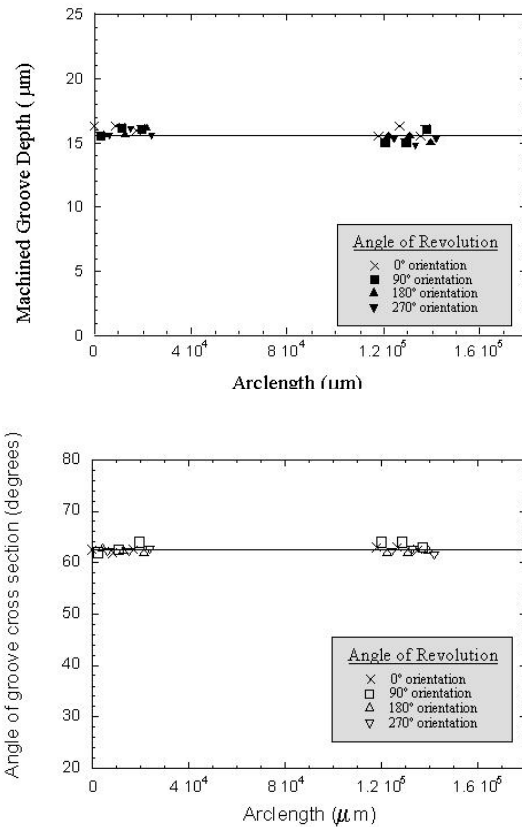 25
20
15
10
5
0
Machined Groove Depth ( μm)
Angle of Revolution
0° orientation
90° orientation
180° orientation
270° orientation
0 4 10⁴ 8 10⁴ 1.2 10⁵ 1.6 10⁵
Arclength (μm)
80
70
60
50
40
30
20
Angle of groove cross section (degrees)
Angle of Revolution
0° orientation
90° orientation
180° orientation
270° orientation
0 4 10⁴ 8 10⁴ 1.2 10⁵ 1.6 10⁵
Arclength (μm)